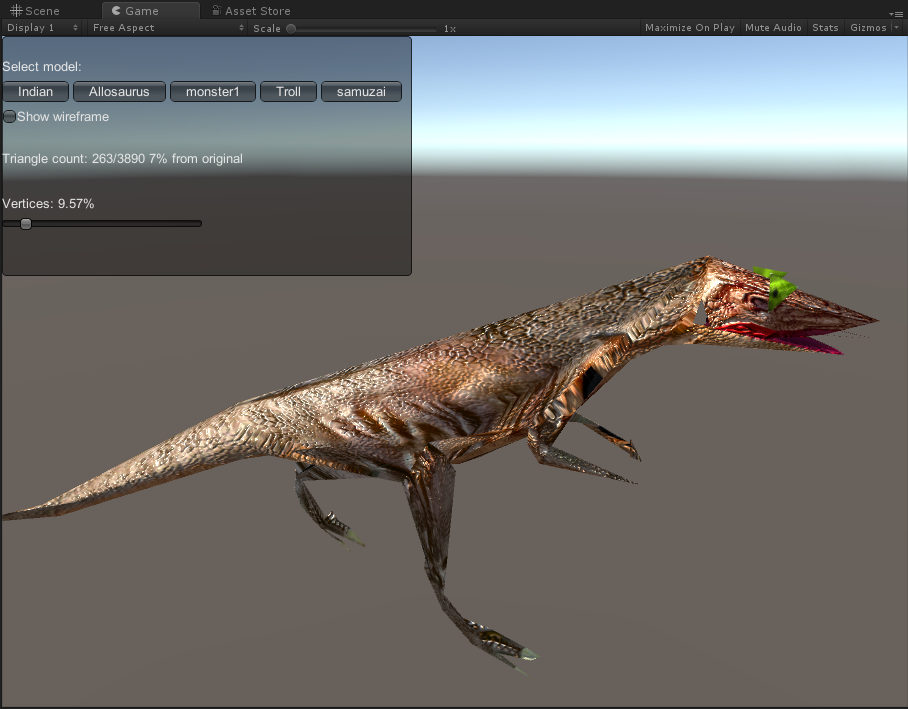 Scene Game Asset Store
Display 1 Free Aspect Scale 1x Maximize On Play Mute Audio Stats Gizmos
Select model:
Indian Allosaurus monster1 Troll samuzai
Show wireframe
Triangle count: 263/3890 7% from original
Vertices: 9.57%